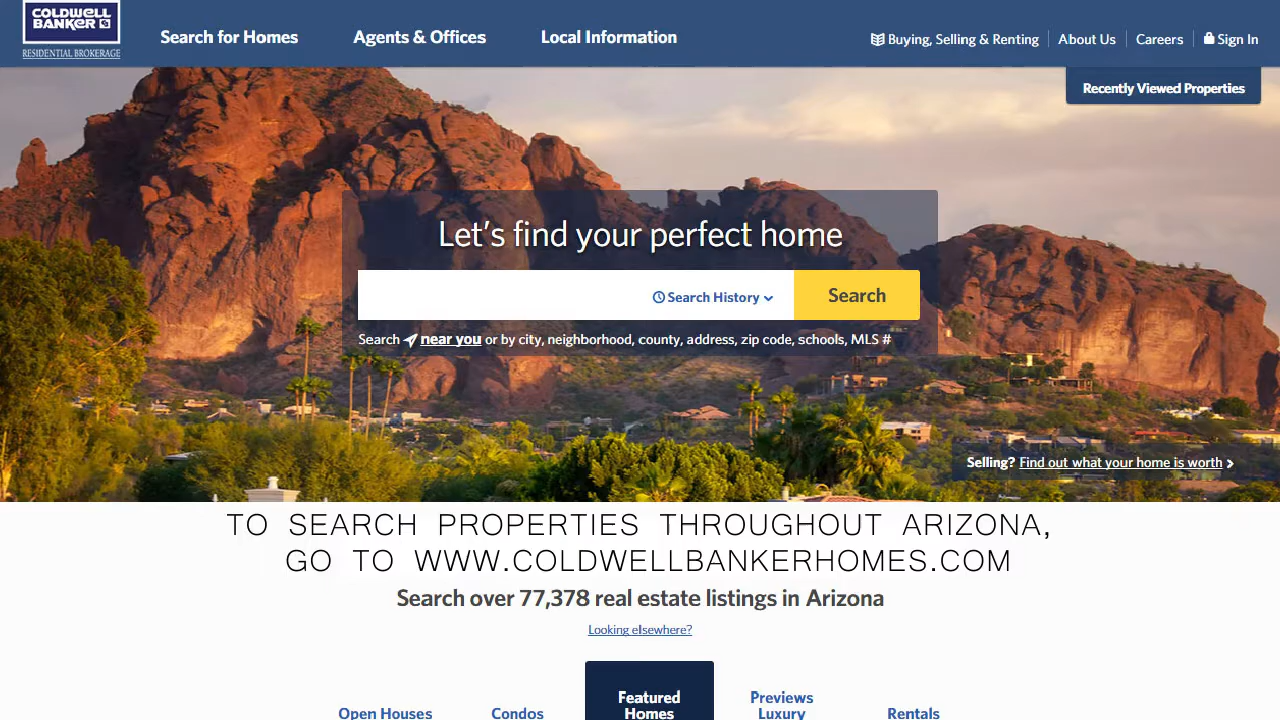 COLDWELL
BANKER
RESIDENTIAL BROKERAGE
Search for Homes
Agents & Offices
Local Information
Buying, Selling & Renting
About Us
Careers
Sign In
Recently Viewed Properties
Let's find your perfect home
Search History
Search
Search near you or by city, neighborhood, county, address, zip code, schools, MLS #
Selling? Find out what your home is worth
TO SEARCH PROPERTIES THROUGHOUT ARIZONA,
GO TO WWW.COLDWELLBANKERHOMES.COM
Search over 77,378 real estate listings in Arizona
Looking elsewhere?
Open Houses
Condos
Featured
Homes
Previews
Luxury
Rentals